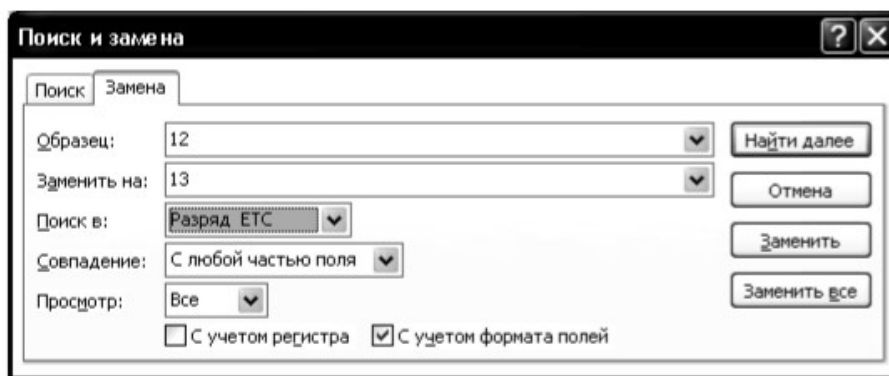 Поиск и замена
Поиск Замена
Образец: 12 Найти далее
Заменить на: 13 Отмена
Поиск в: Разряд ЕТС
Заменить
Совпадение: С любой частью поля
Просмотр: Все Заменить все
С учетом регистра С учетом формата полей